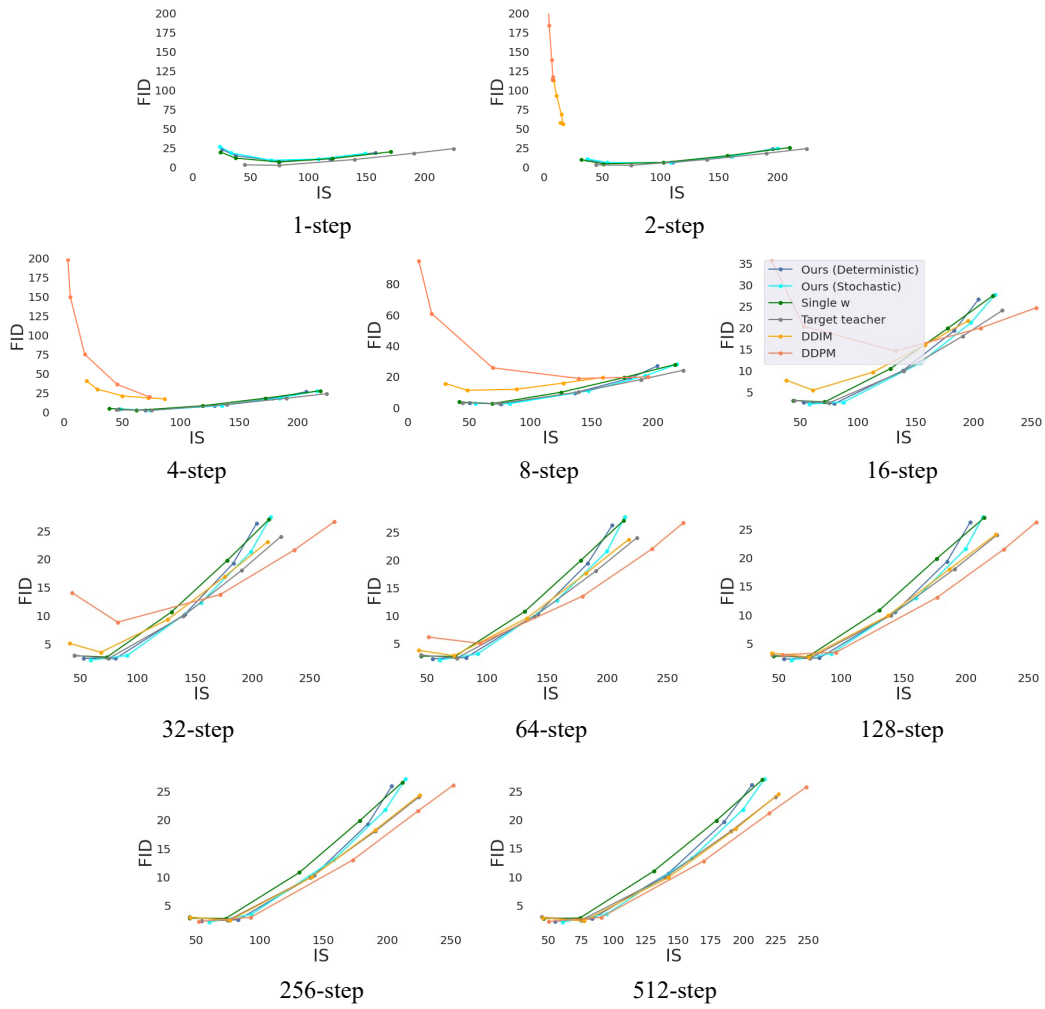 200
175
150
125
100
75
50
25
0
FID
0 50 100 150 200
IS
1-step
200
175
150
125
100
75
50
25
0
FID
0 50 100 150 200
IS
2-step
200
175
150
125
100
75
50
25
0
FID
0 50 100 150 200
IS
4-step
80
60
40
20
0
FID
0 50 100 150 200
IS
8-step
35
30
25
20
15
10
5
FID
50 100 150 200 250
IS
Ours (Deterministic)
Ours (Stochastic)
Single w
Target teacher
DDIM
DDPM
16-step
25
20
15
10
5
FID
50 100 150 200 250
IS
32-step
25
20
15
10
5
FID
50 100 150 200 250
IS
64-step
25
20
15
10
5
FID
50 100 150 200 250
IS
128-step
25
20
15
10
5
FID
50 100 150 200 250
IS
256-step
25
20
15
10
5
FID
50 75 100 125 150 175 200 225 250
IS
512-step